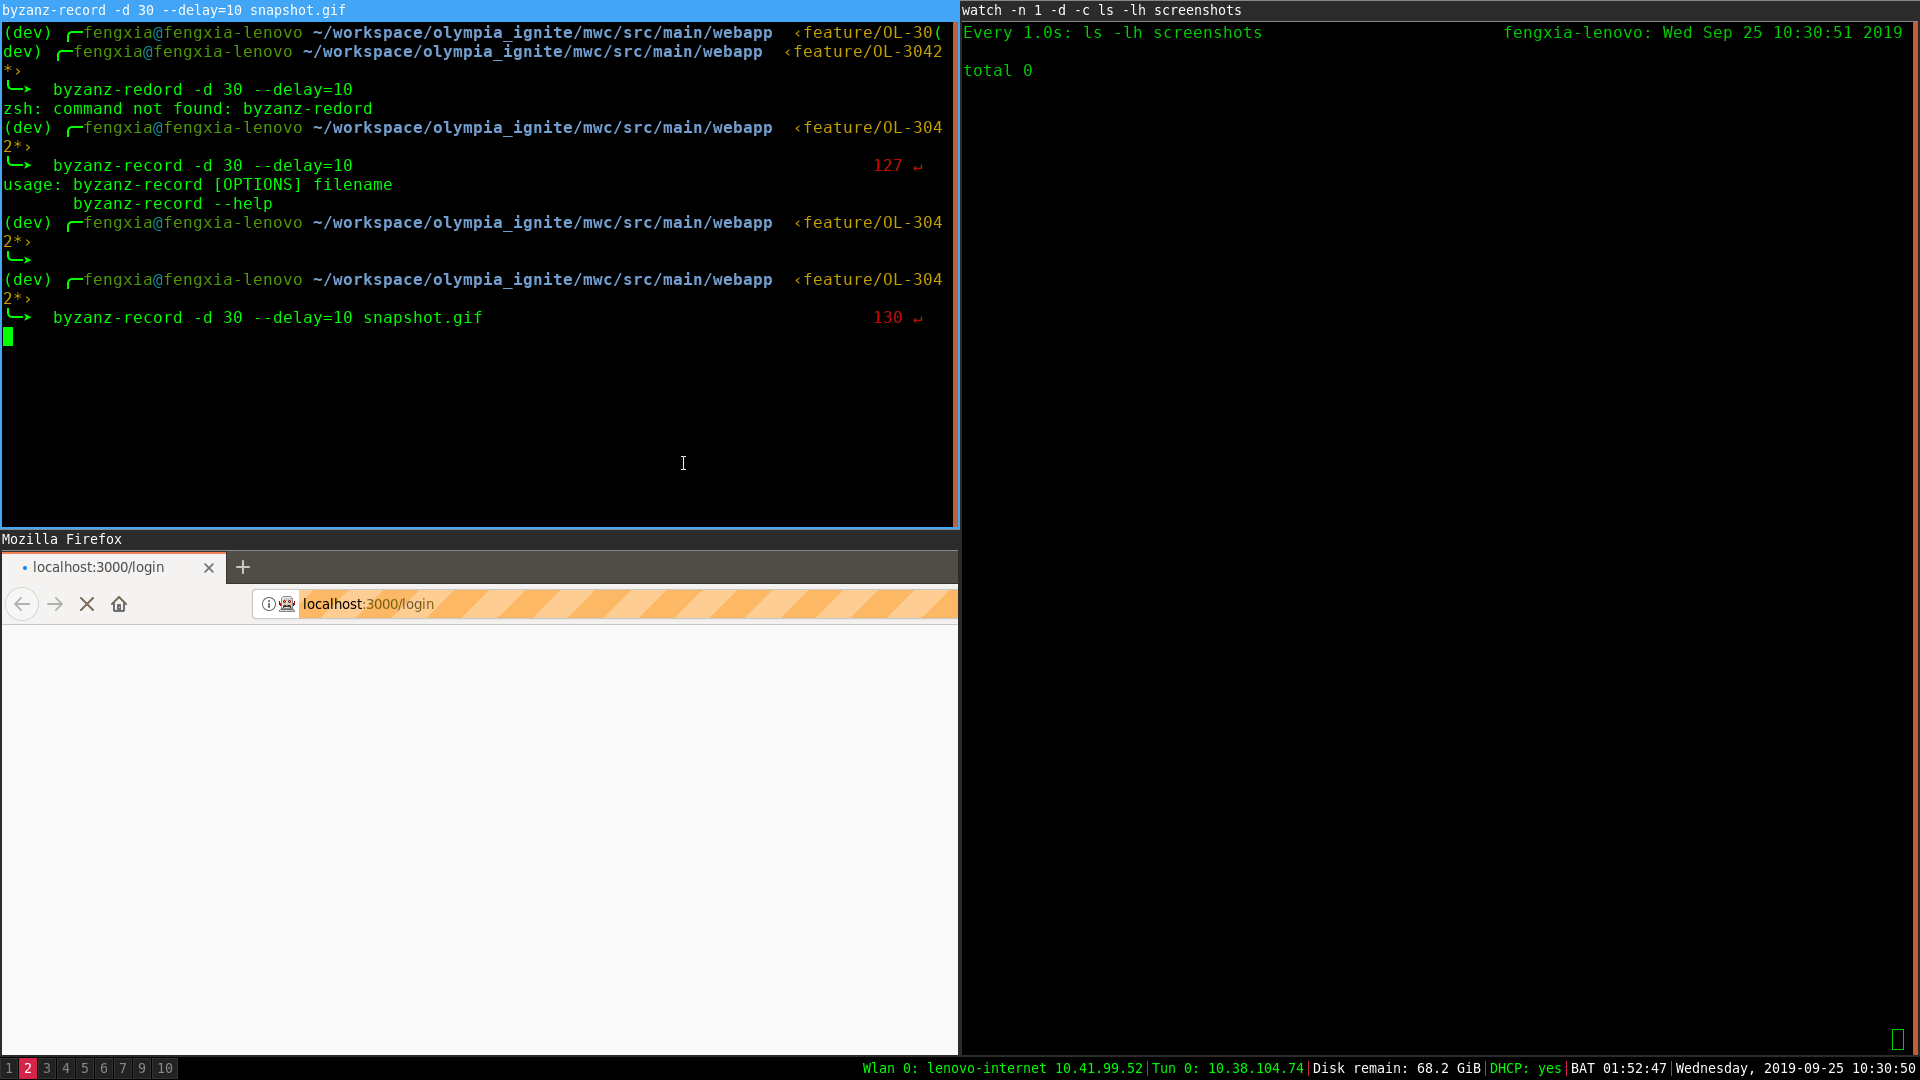 byzanz-record -d 30 --delay=10 snapshot.gif
(dev) ╭─fengxia@fengxia-lenovo ~/workspace/olympia_ignite/mwc/src/main/webapp  ‹feature/OL-30(
dev) ╭─fengxia@fengxia-lenovo ~/workspace/olympia_ignite/mwc/src/main/webapp  ‹feature/OL-3042
*›
╰─➤  byzanz-redord -d 30 --delay=10
zsh: command not found: byzanz-redord
(dev) ╭─fengxia@fengxia-lenovo ~/workspace/olympia_ignite/mwc/src/main/webapp  ‹feature/OL-304
2*›
╰─➤  byzanz-record -d 30 --delay=10 127 ↵
usage: byzanz-record [OPTIONS] filename
byzanz-record --help
(dev) ╭─fengxia@fengxia-lenovo ~/workspace/olympia_ignite/mwc/src/main/webapp  ‹feature/OL-304
2*›
╰─➤
(dev) ╭─fengxia@fengxia-lenovo ~/workspace/olympia_ignite/mwc/src/main/webapp  ‹feature/OL-304
2*›
╰─➤  byzanz-record -d 30 --delay=10 snapshot.gif 130 ↵
watch -n 1 -d -c ls -lh screenshots
Every 1.0s: ls -lh screenshots fengxia-lenovo: Wed Sep 25 10:30:51 2019
total 0
Mozilla Firefox
localhost:3000/login
localhost:3000/login
1 2 3 4 5 6 7 8 9 10
Wlan 0: lenovo-internet 10.41.99.52|Tun 0: 10.38.104.74|Disk remain: 68.2 GiB|DHCP: yes|BAT 01:52:47|Wednesday, 2019-09-25 10:30:50